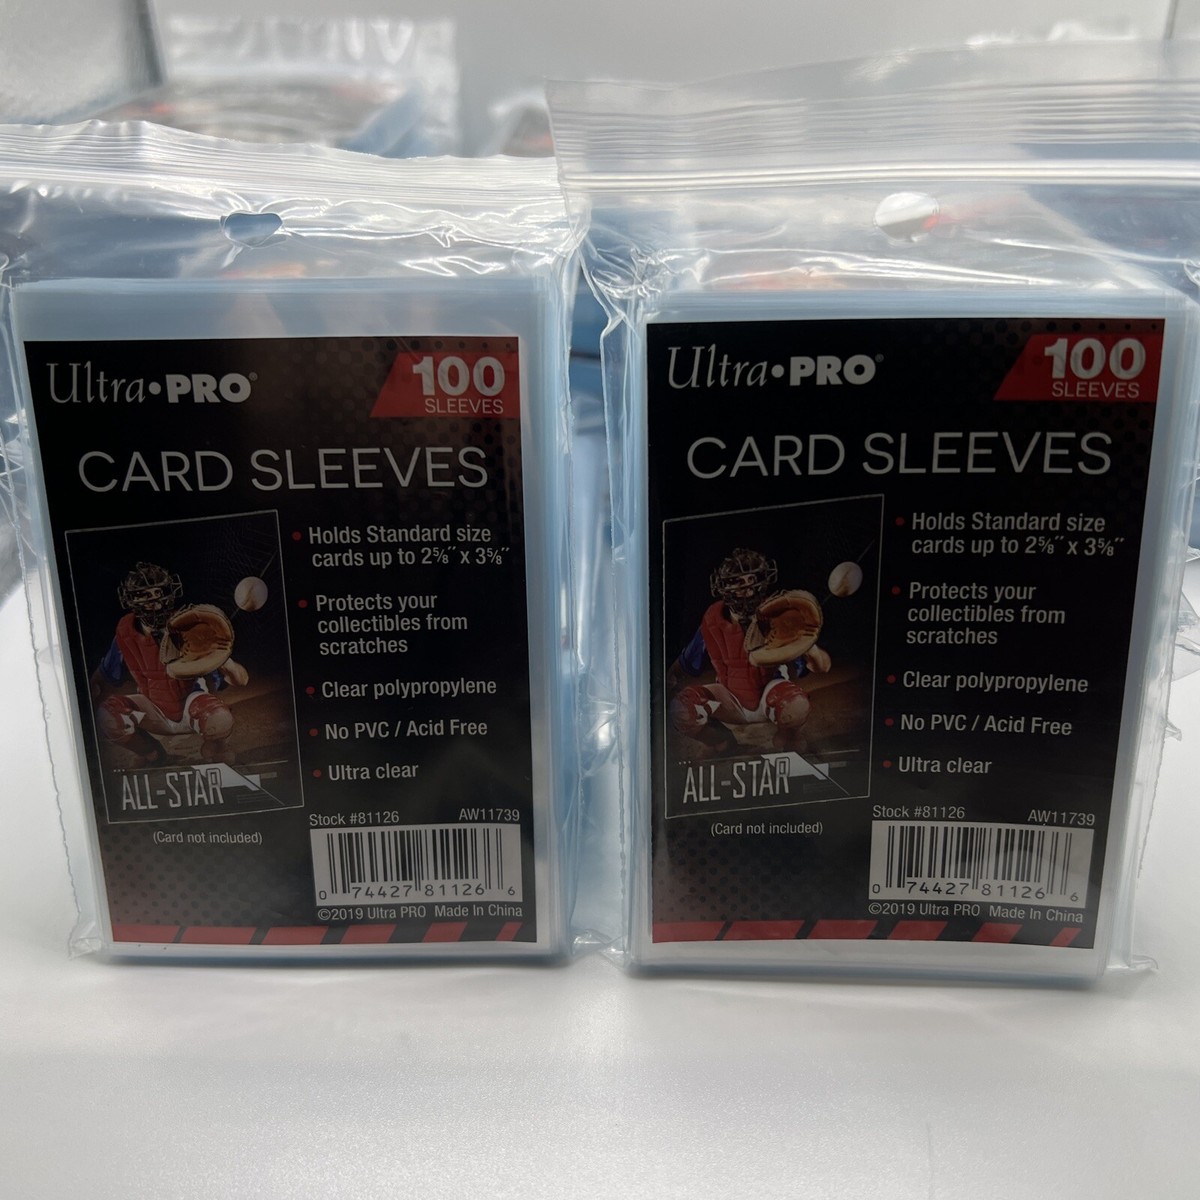 Ultra•PRO®
100
SLEEVES
CARD SLEEVES
• Holds Standard size
cards up to 2⅝" x 3⅝"
• Protects your
collectibles from
scratches
• Clear polypropylene
• No PVC / Acid Free
• Ultra clear
ALL-STAR
(Card not included)
Stock #81126 AW11739
0 74427 81126 6
©2019 Ultra PRO Made In China
Ultra•PRO®
100
SLEEVES
CARD SLEEVES
• Holds Standard size
cards up to 2⅝" x 3⅝"
• Protects your
collectibles from
scratches
• Clear polypropylene
• No PVC / Acid Free
• Ultra clear
ALL-STAR
(Card not included)
Stock #81126 AW11739
0 74427 81126 6
©2019 Ultra PRO Made In China